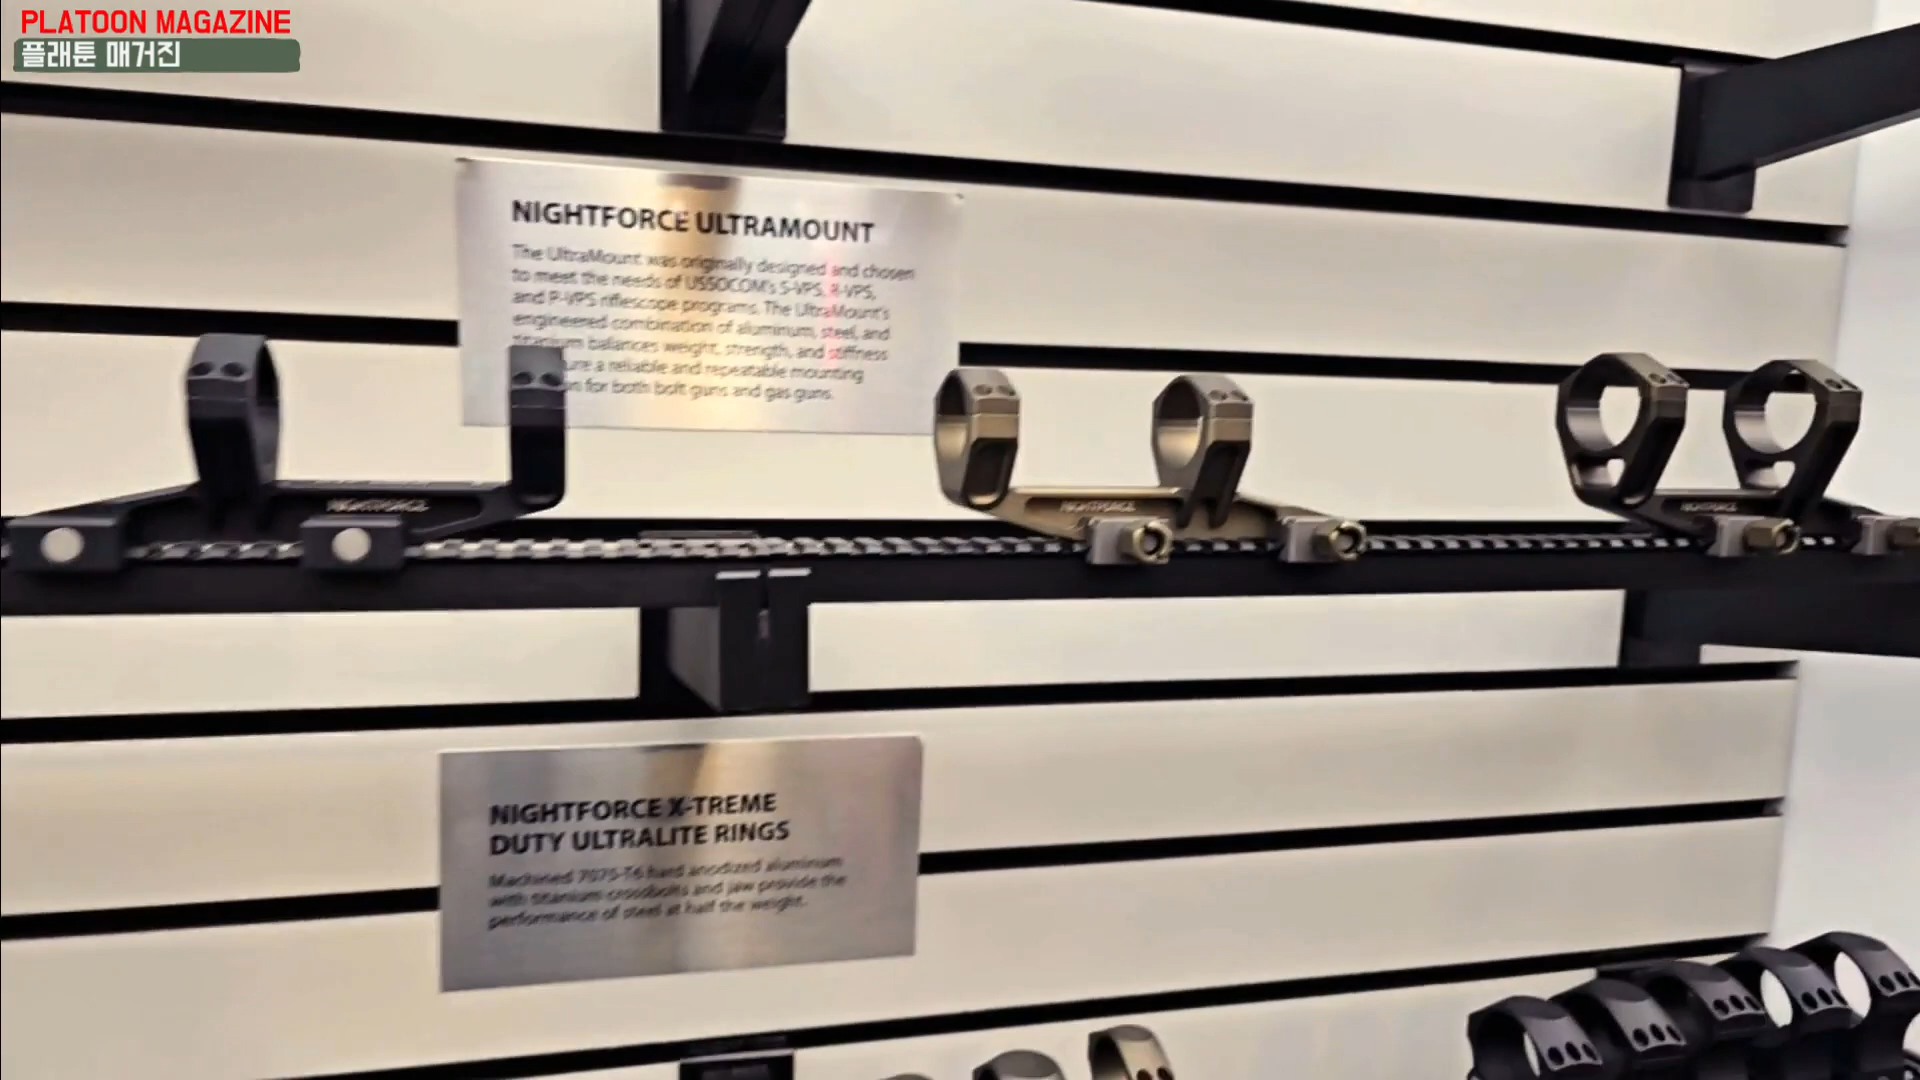 PLATOON MAGAZINE
플래툰 매거진
NIGHTFORCE ULTRAMOUNT
The UltraMount was originally designed and chosen
to meet the needs of USSOCOM's S-VPS, R-VPS,
and P-VPS riflescope programs. The UltraMount's
engineered combination of aluminum, steel, and
titanium balances weight, strength, and stiffness
ure a reliable and repeatable mounting
n for both bolt guns and gas guns.
NIGHTFORCE
NIGHTFORCE
NIGHTFORCE
NIGHTFORCE X-TREME
DUTY ULTRALITE RINGS
Machined 7075-T6 hard anodized aluminum
with titanium crossbolts and jaw provide the
performance of steel at half the weight.